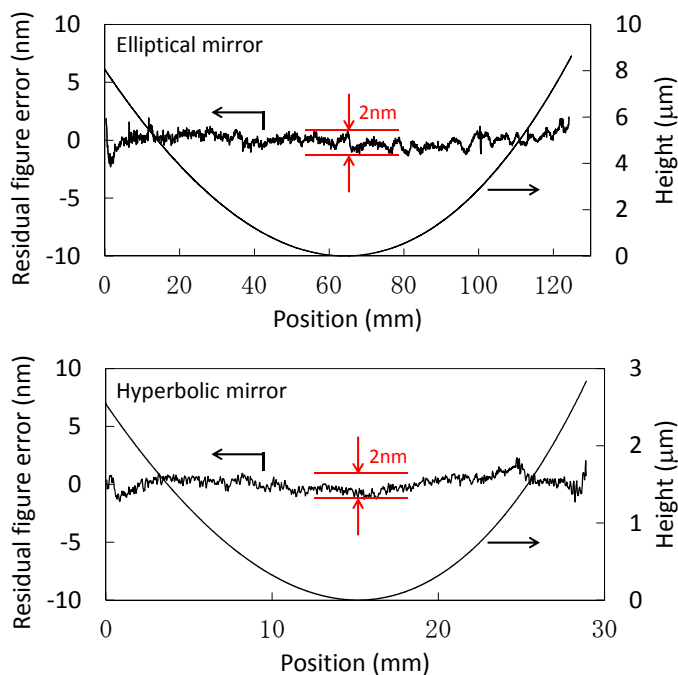 Elliptical mirror
Residual figure error (nm)
10
5
0
-5
-10
2nm
10
8
6
4
2
0
Height (μm)
0 20 40 60 80 100 120
Position (mm)
Hyperbolic mirror
Residual figure error (nm)
10
5
0
-5
-10
2nm
3
2
1
0
Height (μm)
0 10 20 30
Position (mm)